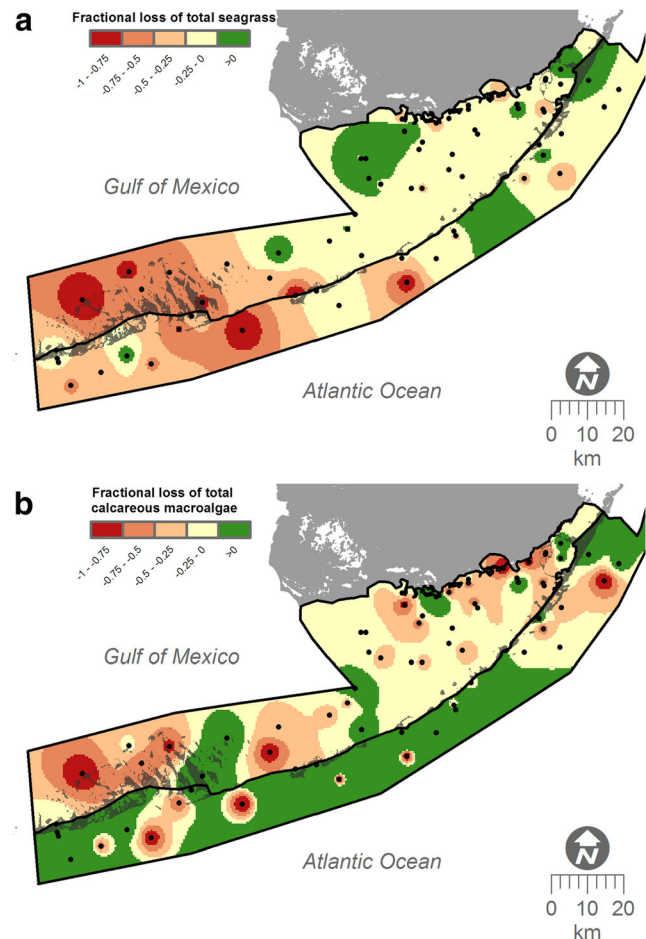 a
Fractional loss of total seagrass
-1 - -0.75
-0.75 - -0.5
-0.5 - -0.25
-0.25 - 0
>0
Gulf of Mexico
Atlantic Ocean
N
0 10 20
km
b
Fractional loss of total
calcareous macroalgae
-1 - -0.75
-0.75 - -0.5
-0.5 - -0.25
-0.25 - 0
>0
Gulf of Mexico
Atlantic Ocean
N
0 10 20
km